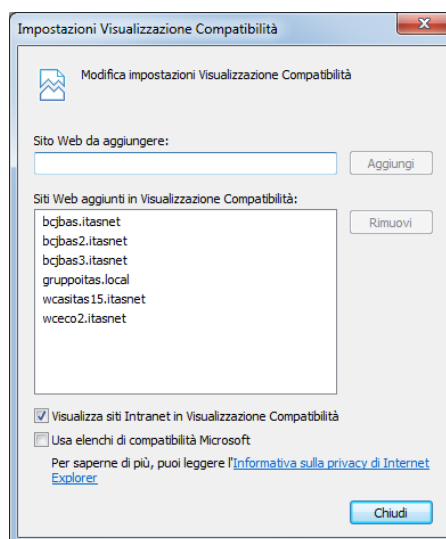 Impostazioni Visualizzazione Compatibilità
Modifica impostazioni Visualizzazione Compatibilità
Sito Web da aggiungere:
Aggiungi
Siti Web aggiunti in Visualizzazione Compatibilità:
bcjbas.itasnet
Rimuovi
bcjbas2.itasnet
bcjbas3.itasnet
gruppoitas.local
wcasitas15.itasnet
wceco2.itasnet
Visualizza siti Intranet in Visualizzazione Compatibilità
Usa elenchi di compatibilità Microsoft
Per saperne di più, puoi leggere l'Informativa sulla privacy di Internet
Explorer
Chiudi